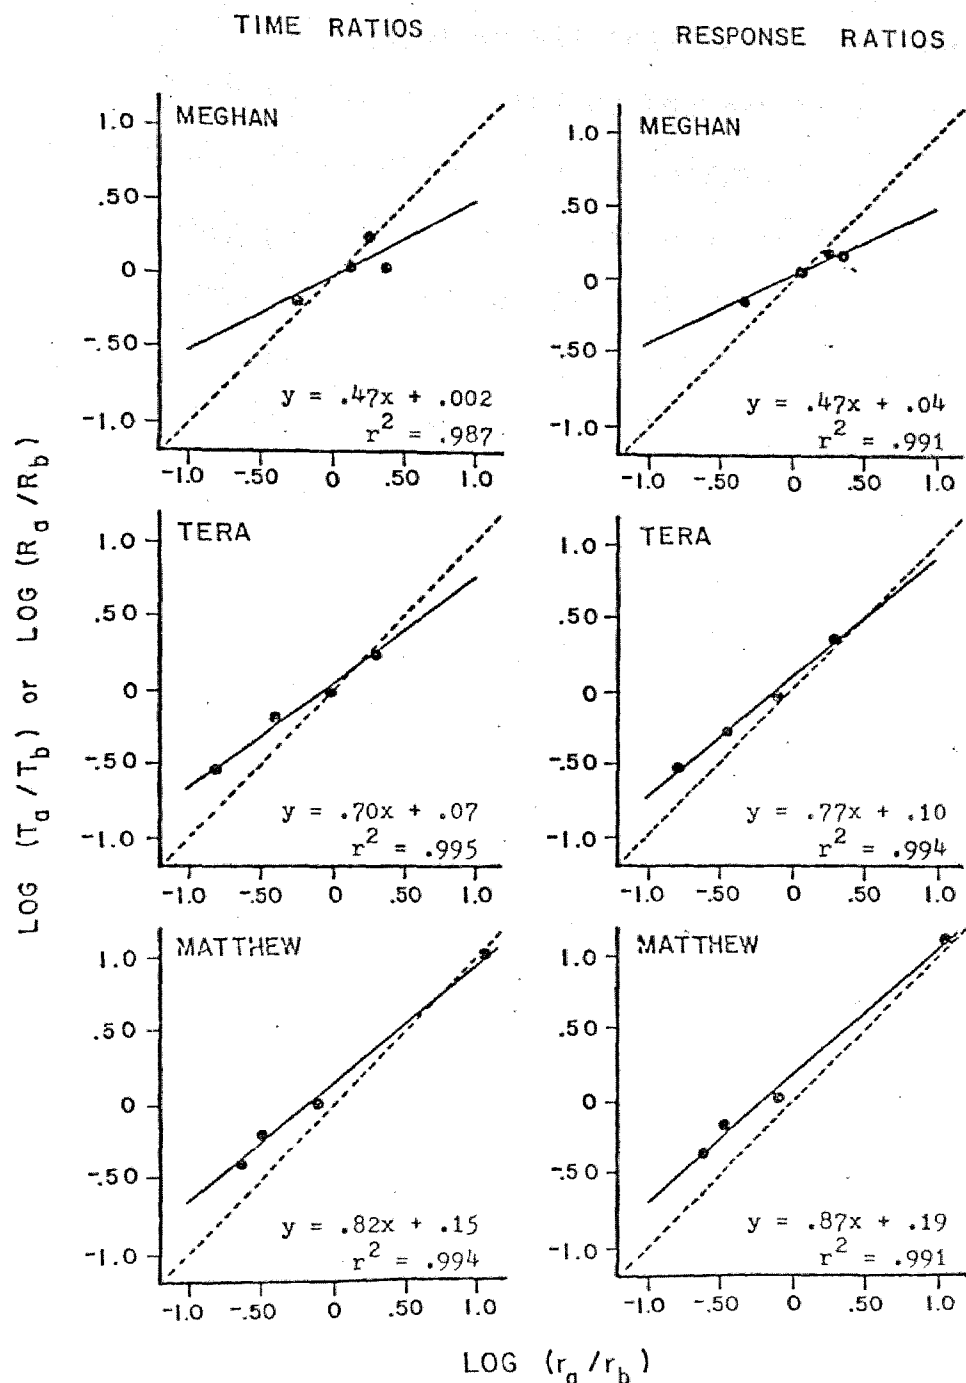 TIME RATIOS
RESPONSE RATIOS
MEGHAN
1.0
.50
0
-.50
-1.0
y = .47x + .002
r2 = .987
-1.0 -.50 0 .50 1.0
MEGHAN
1.0
.50
0
-.50
-1.0
y = .47x + .04
r2 = .991
-1.0 -.50 0 .50 1.0
TERA
1.0
.50
0
-.50
-1.0
y = .70x + .07
r2 = .995
-1.0 -.50 0 .50 1.0
TERA
1.0
.50
0
-.50
-1.0
y = .77x + .10
r2 = .994
-1.0 -.50 0 .50 1.0
MATTHEW
1.0
.50
0
-.50
-1.0
y = .82x + .15
r2 = .994
-1.0 -.50 0 .50 1.0
MATTHEW
1.0
.50
0
-.50
-1.0
y = .87x + .19
r2 = .991
-1.0 -.50 0 .50 1.0
LOG (Ta/Tb) or LOG (Ra/Rb)
LOG (ra/rb)